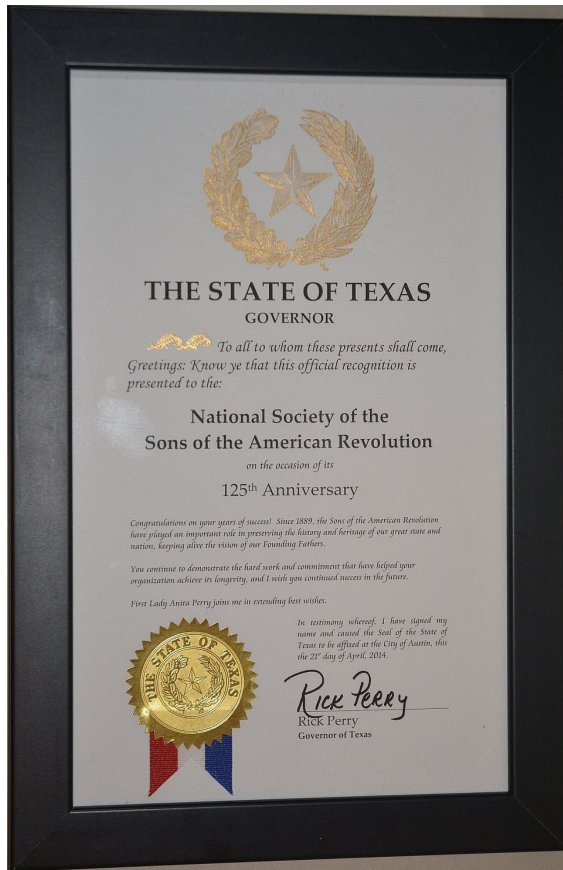 THE STATE OF TEXAS
GOVERNOR
To all to whom these presents shall come,
Greetings: Know ye that this official recognition is
presented to the:
National Society of the
Sons of the American Revolution
on the occasion of its
125th Anniversary
Congratulations on your years of success! Since 1889, the Sons of the American Revolution
have played an important role in preserving the history and heritage of our great state and
nation, keeping alive the vision of our Founding Fathers.
You continue to demonstrate the hard work and commitment that have helped your
organization achieve its longevity, and I wish you continued success in the future.
First Lady Anita Perry joins me in extending best wishes.
In testimony whereof, I have signed my
name and caused the Seal of the State of
Texas to be affixed at the City of Austin, this
the 21st day of April, 2014.
THE STATE OF TEXAS
RICK PERRY
Rick Perry
Governor of Texas